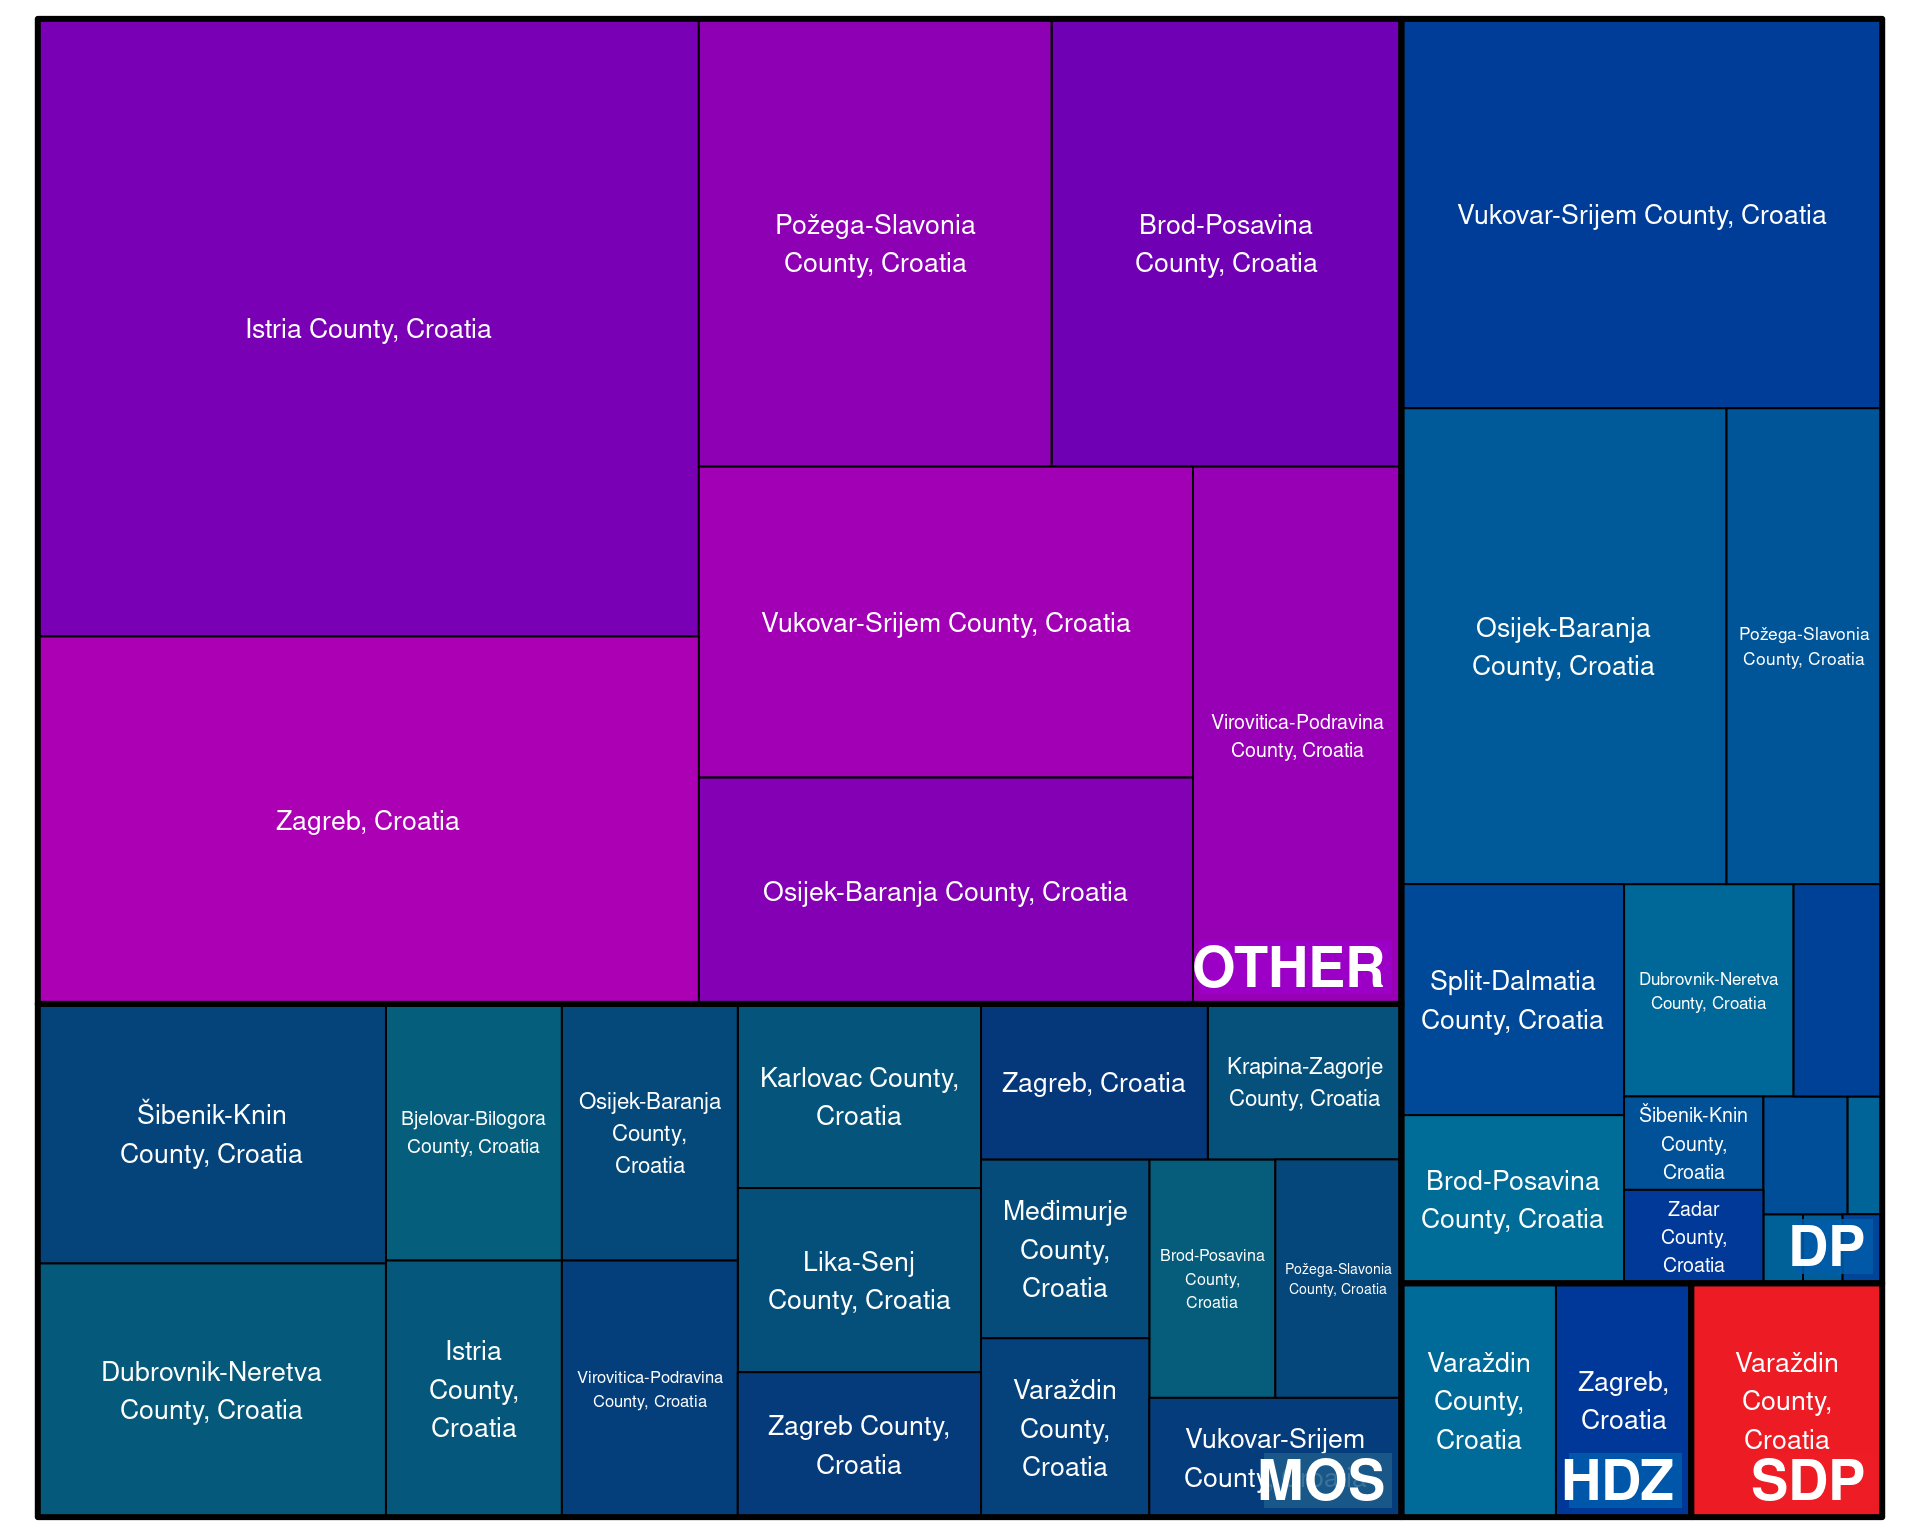 Istria County, Croatia
Zagreb, Croatia
Požega-Slavonia
County, Croatia
Brod-Posavina
County, Croatia
Vukovar-Srijem County, Croatia
Osijek-Baranja County, Croatia
Virovitica-Podravina
County, Croatia
OTHER
Šibenik-Knin
County, Croatia
Dubrovnik-Neretva
County, Croatia
Bjelovar-Bilogora
County, Croatia
Istria
County,
Croatia
Osijek-Baranja
County,
Croatia
Virovitica-Podravina
County, Croatia
Karlovac County,
Croatia
Lika-Senj
County, Croatia
Zagreb County,
Croatia
Zagreb, Croatia
Krapina-Zagorje
County, Croatia
Međimurje
County,
Croatia
Varaždin
County,
Croatia
Brod-Posavina
County,
Croatia
Požega-Slavonia
County, Croatia
Vukovar-Srijem
County
MOS
Vukovar-Srijem County, Croatia
Osijek-Baranja
County, Croatia
Požega-Slavonia
County, Croatia
Split-Dalmatia
County, Croatia
Brod-Posavina
County, Croatia
Dubrovnik-Neretva
County, Croatia
Šibenik-Knin
County,
Croatia
Zadar
County,
Croatia
DP
Varaždin
County,
Croatia
Zagreb,
Croatia
HDZ
Varaždin
County,
Croatia
SDP